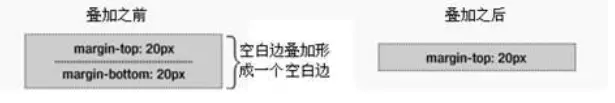 叠加之前
叠加之后
margin-top: 20px
margin-bottom: 20px
空白边叠加形
成一个空白边
margin-top: 20px